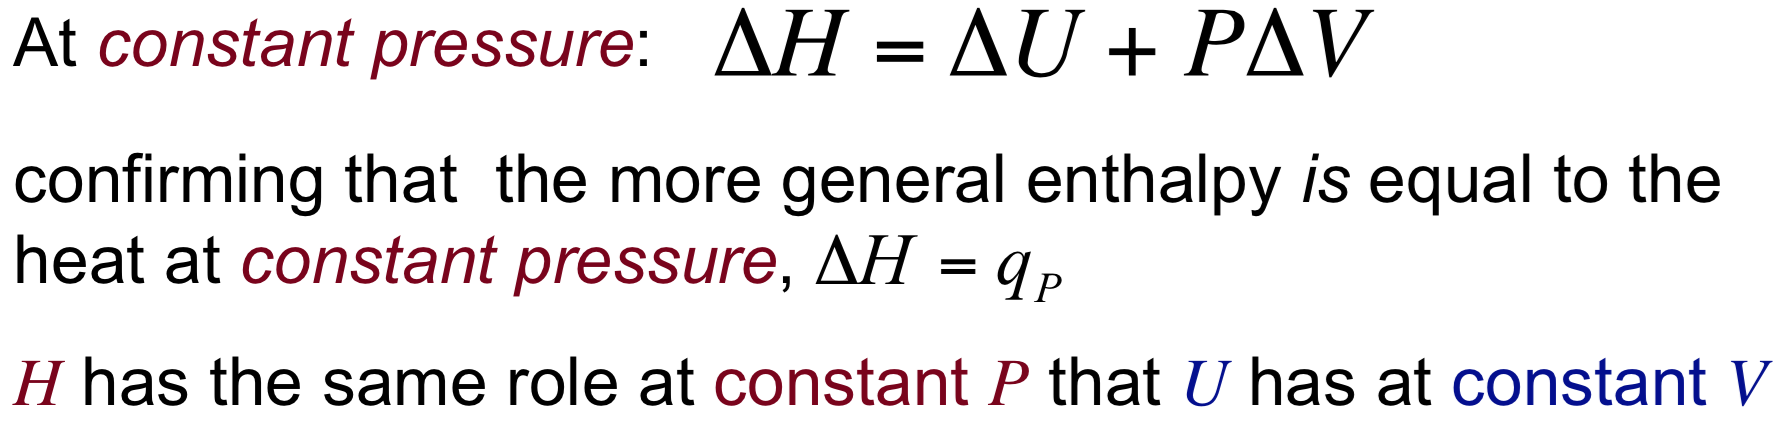 At constant pressure: ΔH = ΔU + PΔV
confirming that the more general enthalpy is equal to the
heat at constant pressure, ΔH = q_P
H has the same role at constant P that U has at constant V